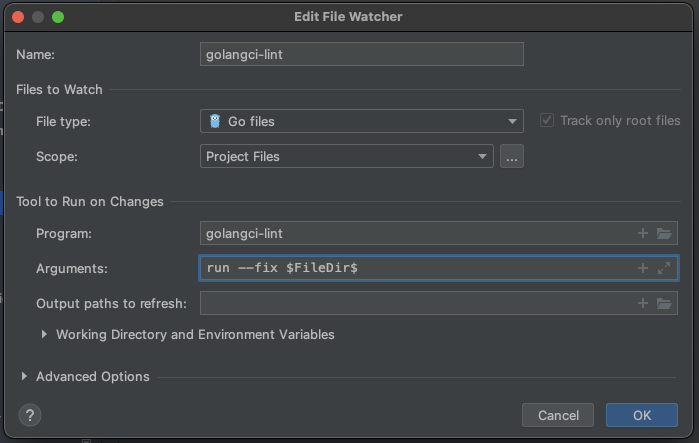 Edit File Watcher
Name: golangci-lint
Files to Watch
File type: Go files Track only root files
Scope: Project Files ...
Tool to Run on Changes
Program: golangci-lint
Arguments: run --fix $FileDir$
Output paths to refresh:
Working Directory and Environment Variables
Advanced Options
? Cancel OK